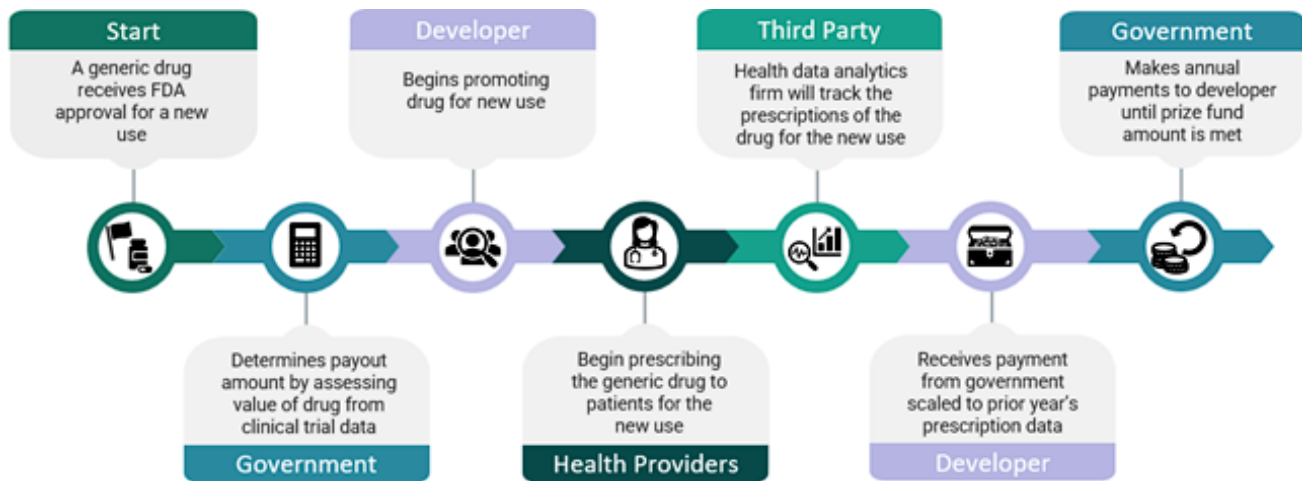 Start
A generic drug
receives FDA
approval for a new
use
Government
Determines payout
amount by assessing
value of drug from
clinical trial data
Developer
Begins promoting
drug for new use
Health Providers
Begin prescribing
the generic drug to
patients for the
new use
Third Party
Health data analytics
firm will track the
prescriptions of the
drug for the new use
Developer
Receives payment
from government
scaled to prior year's
prescription data
Government
Makes annual
payments to developer
until prize fund
amount is met